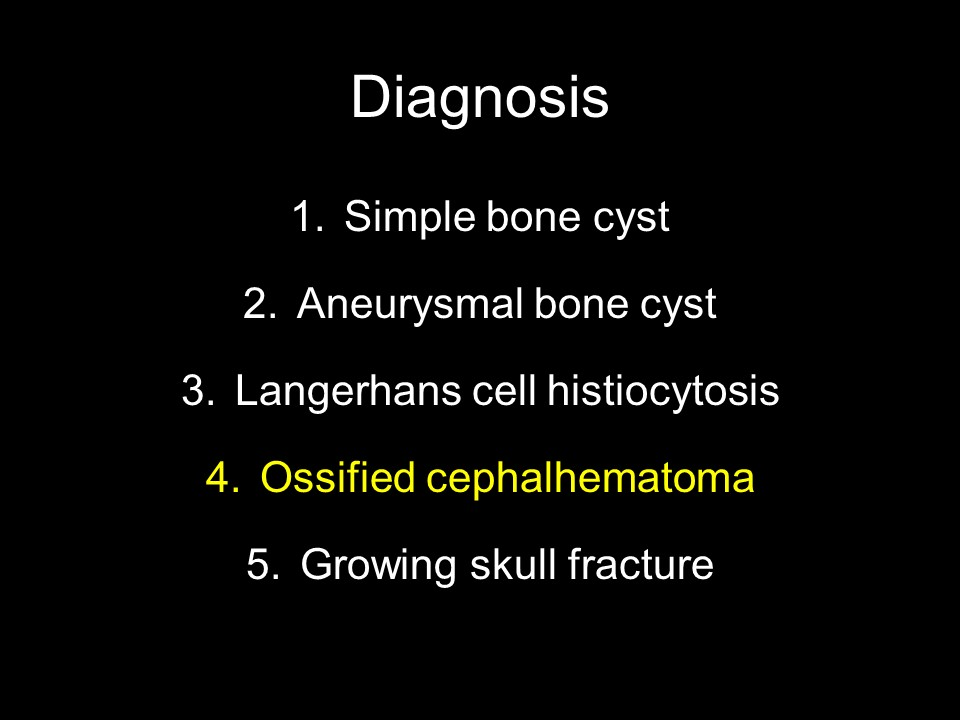 Diagnosis
1. Simple bone cyst
2. Aneurysmal bone cyst
3. Langerhans cell histiocytosis
4. Ossified cephalhematoma
5. Growing skull fracture